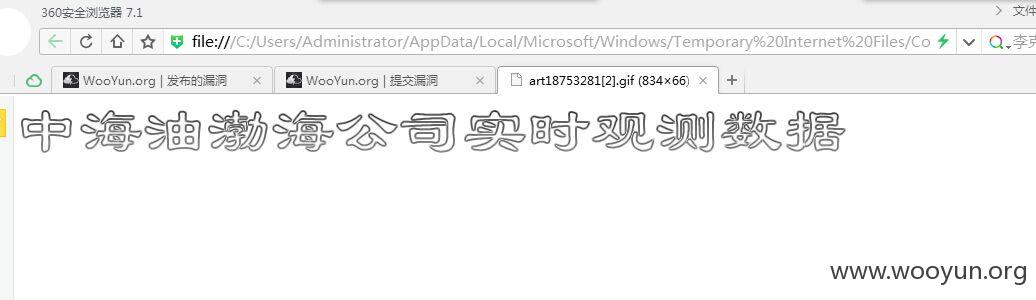 360安全浏览器 7.1
文件
file:///C:/Users/Administrator/AppData/Local/Microsoft/Windows/Temporary%20Internet%20Files/Co
李克
WooYun.org | 发布的漏洞
WooYun.org | 提交漏洞
art18753281[2].gif (834×66)
中海油渤海公司实时观测数据
www.wooyun.org